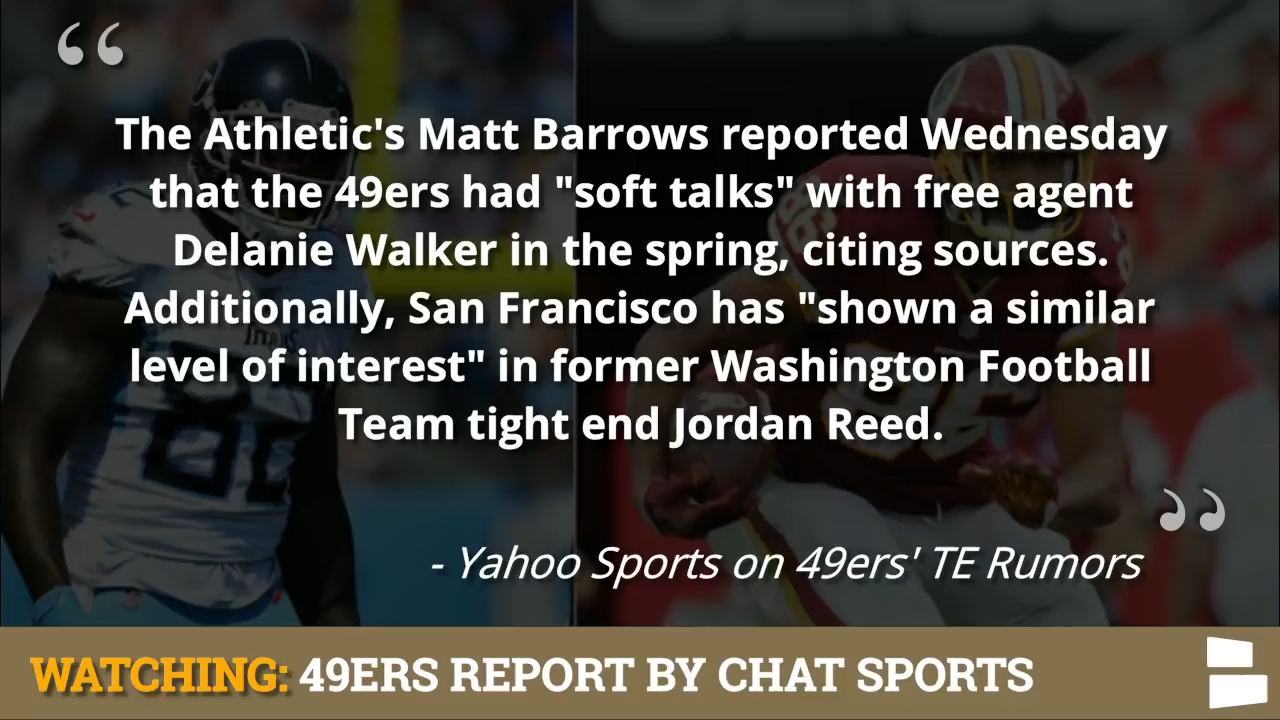 “
The Athletic's Matt Barrows reported Wednesday
that the 49ers had "soft talks" with free agent
Delanie Walker in the spring, citing sources.
Additionally, San Francisco has "shown a similar
level of interest" in former Washington Football
Team tight end Jordan Reed.
”
- Yahoo Sports on 49ers' TE Rumors
WATCHING: 49ERS REPORT BY CHAT SPORTS